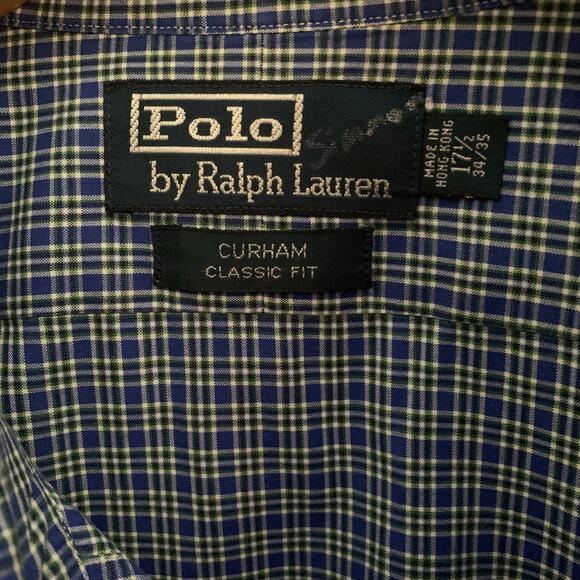 Polo
by Ralph Lauren
MADE IN
HONG KONG
17½
34/35
CURHAM
CLASSIC FIT